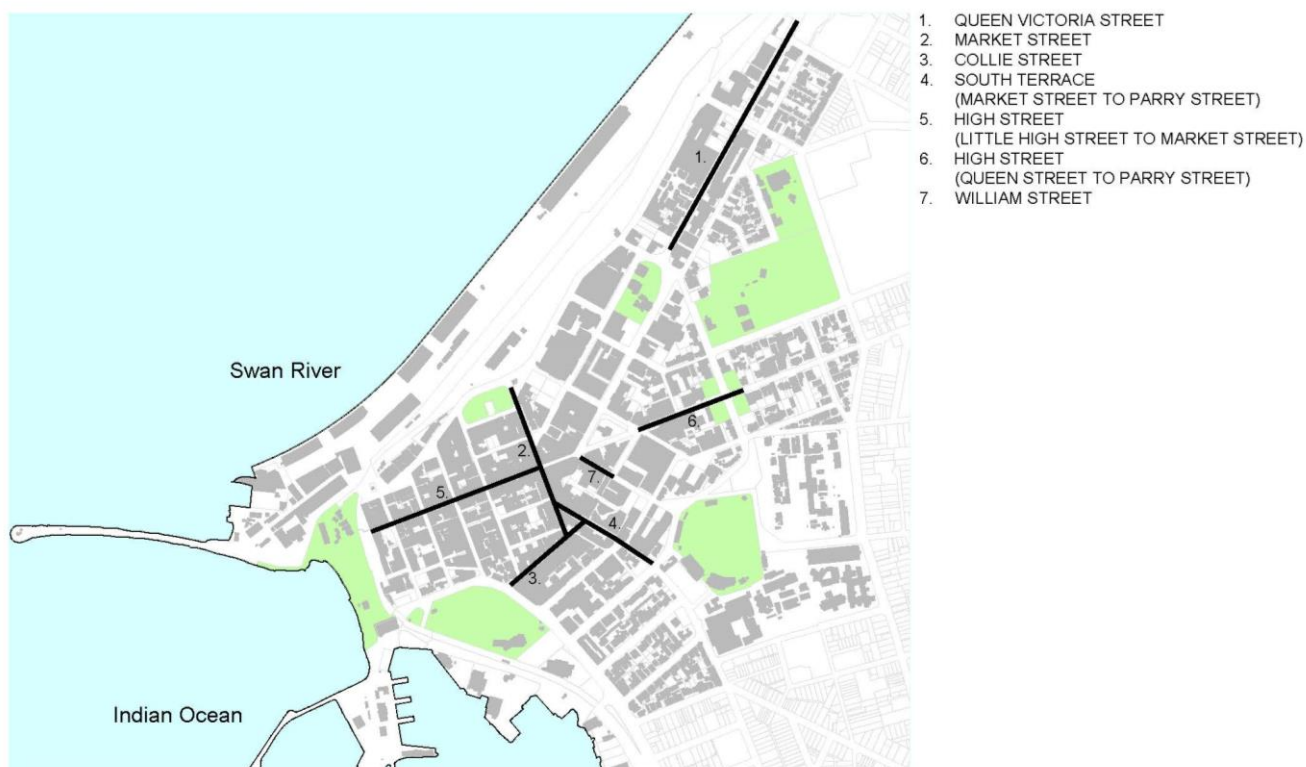 1. QUEEN VICTORIA STREET
2. MARKET STREET
3. COLLIE STREET
4. SOUTH TERRACE
(MARKET STREET TO PARRY STREET)
5. HIGH STREET
(LITTLE HIGH STREET TO MARKET STREET)
6. HIGH STREET
(QUEEN STREET TO PARRY STREET)
7. WILLIAM STREET
1.
Swan River
6.
2.
7.
5.
4.
3.
Indian Ocean